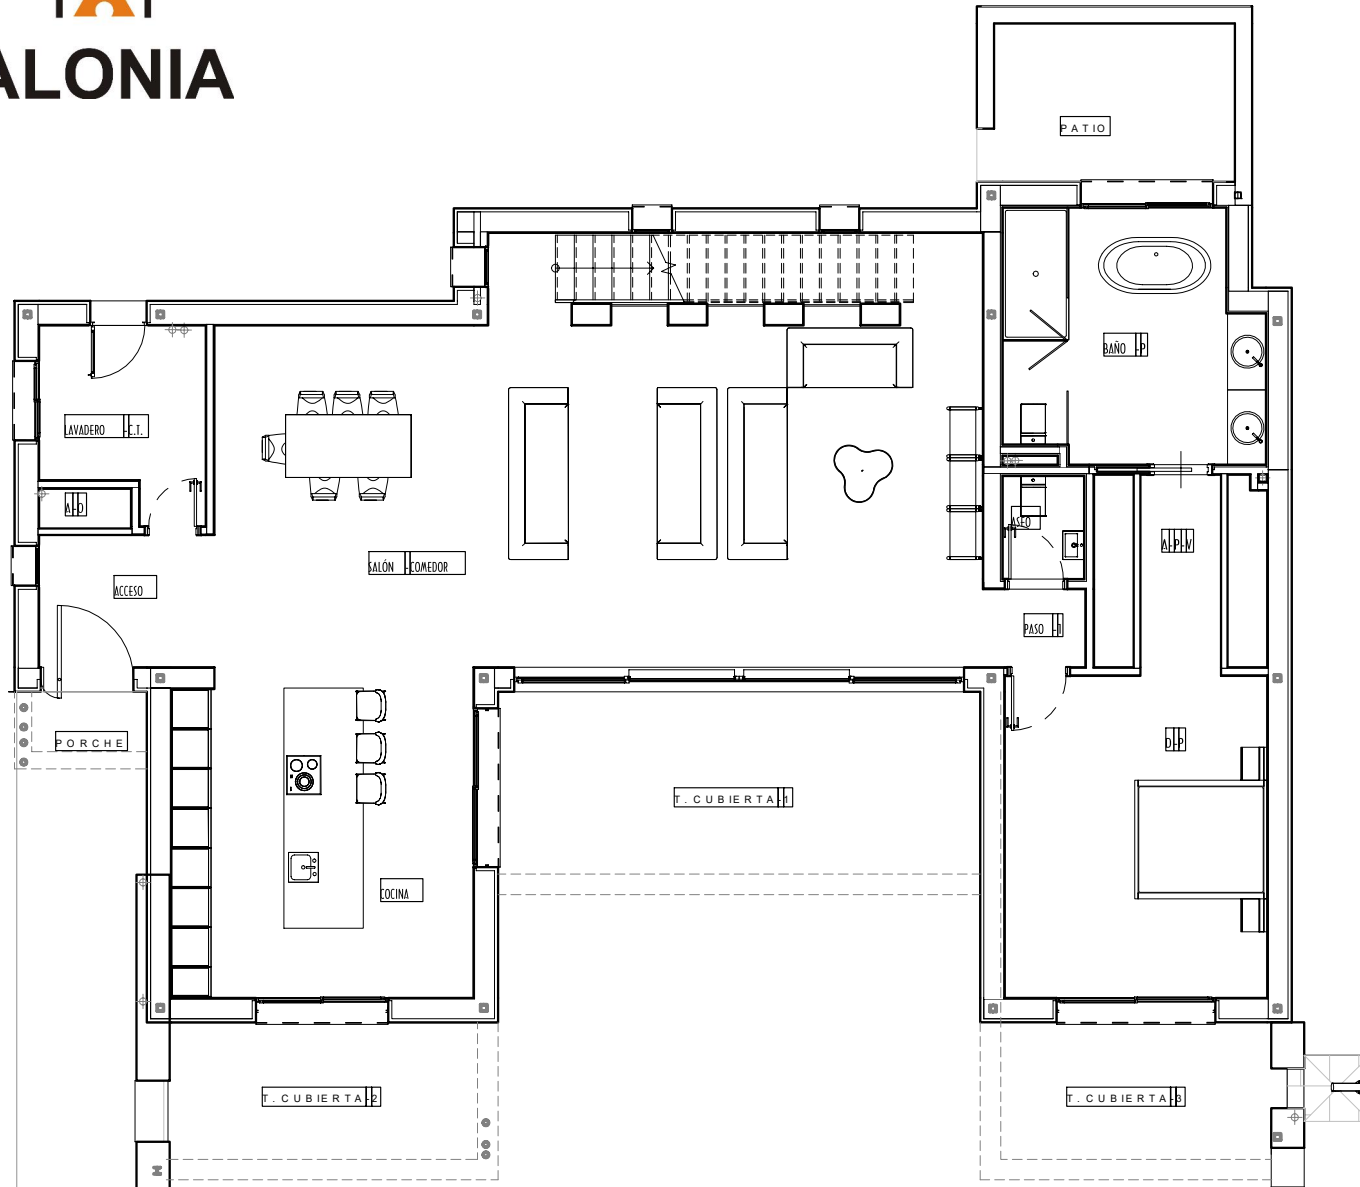 ALONIA
PATIO
BAÑO-P
LAVADERO-C.T.
A-D
ASEO
A-P-V
SALÓN-COMEDOR
ACCESO
PASO-1
PORCHE
D-P
T. CUBIERTA-1
COCINA
T. CUBIERTA-2
T. CUBIERTA-3